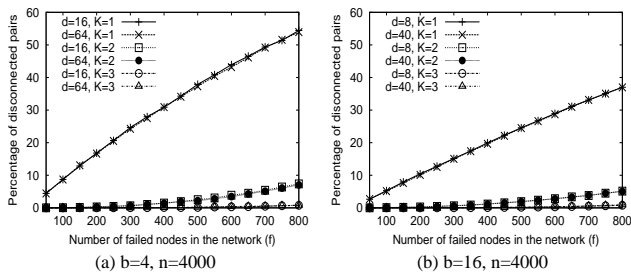 Percentage of disconnected pairs
60
50
40
30
20
10
0
d=16, K=1
d=64, K=1
d=16, K=2
d=64, K=2
d=16, K=3
d=64, K=3
100 200 300 400 500 600 700 800
Number of failed nodes in the network (f)
(a) b=4, n=4000
Percentage of disconnected pairs
60
50
40
30
20
10
0
d=8, K=1
d=40, K=1
d=8, K=2
d=40, K=2
d=8, K=3
d=40, K=3
100 200 300 400 500 600 700 800
Number of failed nodes in the network (f)
(b) b=16, n=4000